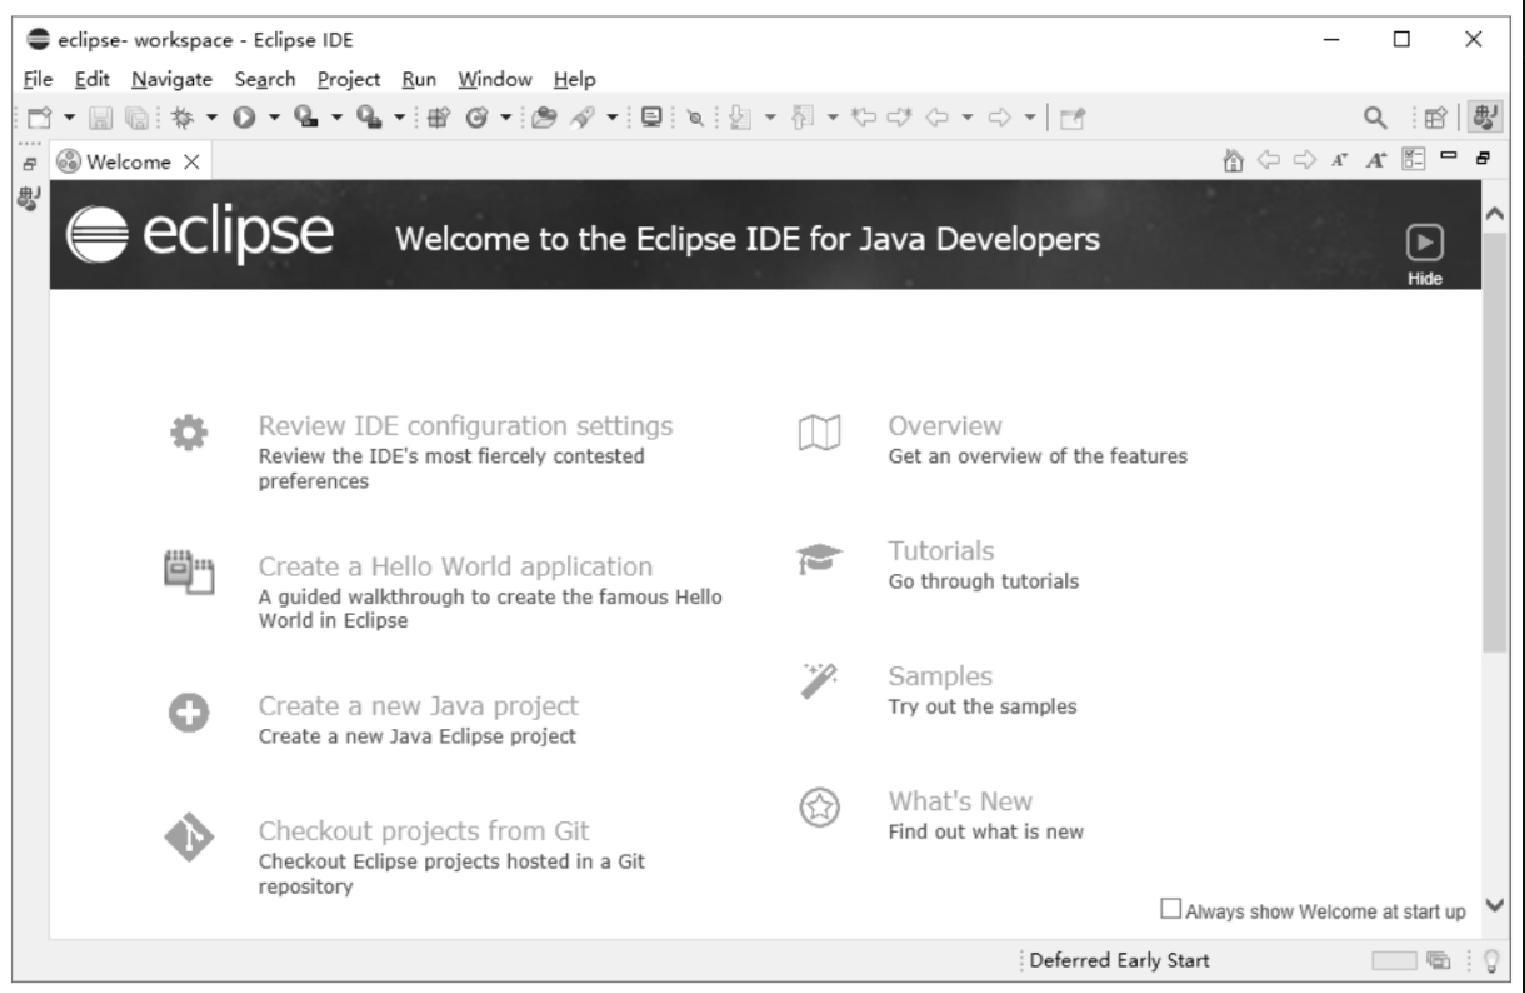 eclipse- workspace - Eclipse IDE
File Edit Navigate Search Project Run Window Help
Welcome
eclipse Welcome to the Eclipse IDE for Java Developers
Hide
Review IDE configuration settings
Review the IDE's most fiercely contested
preferences
Create a Hello World application
A guided walkthrough to create the famous Hello
World in Eclipse
Create a new Java project
Create a new Java Eclipse project
Checkout projects from Git
Checkout Eclipse projects hosted in a Git
repository
Overview
Get an overview of the features
Tutorials
Go through tutorials
Samples
Try out the samples
What's New
Find out what is new
Always show Welcome at start up
Deferred Early Start